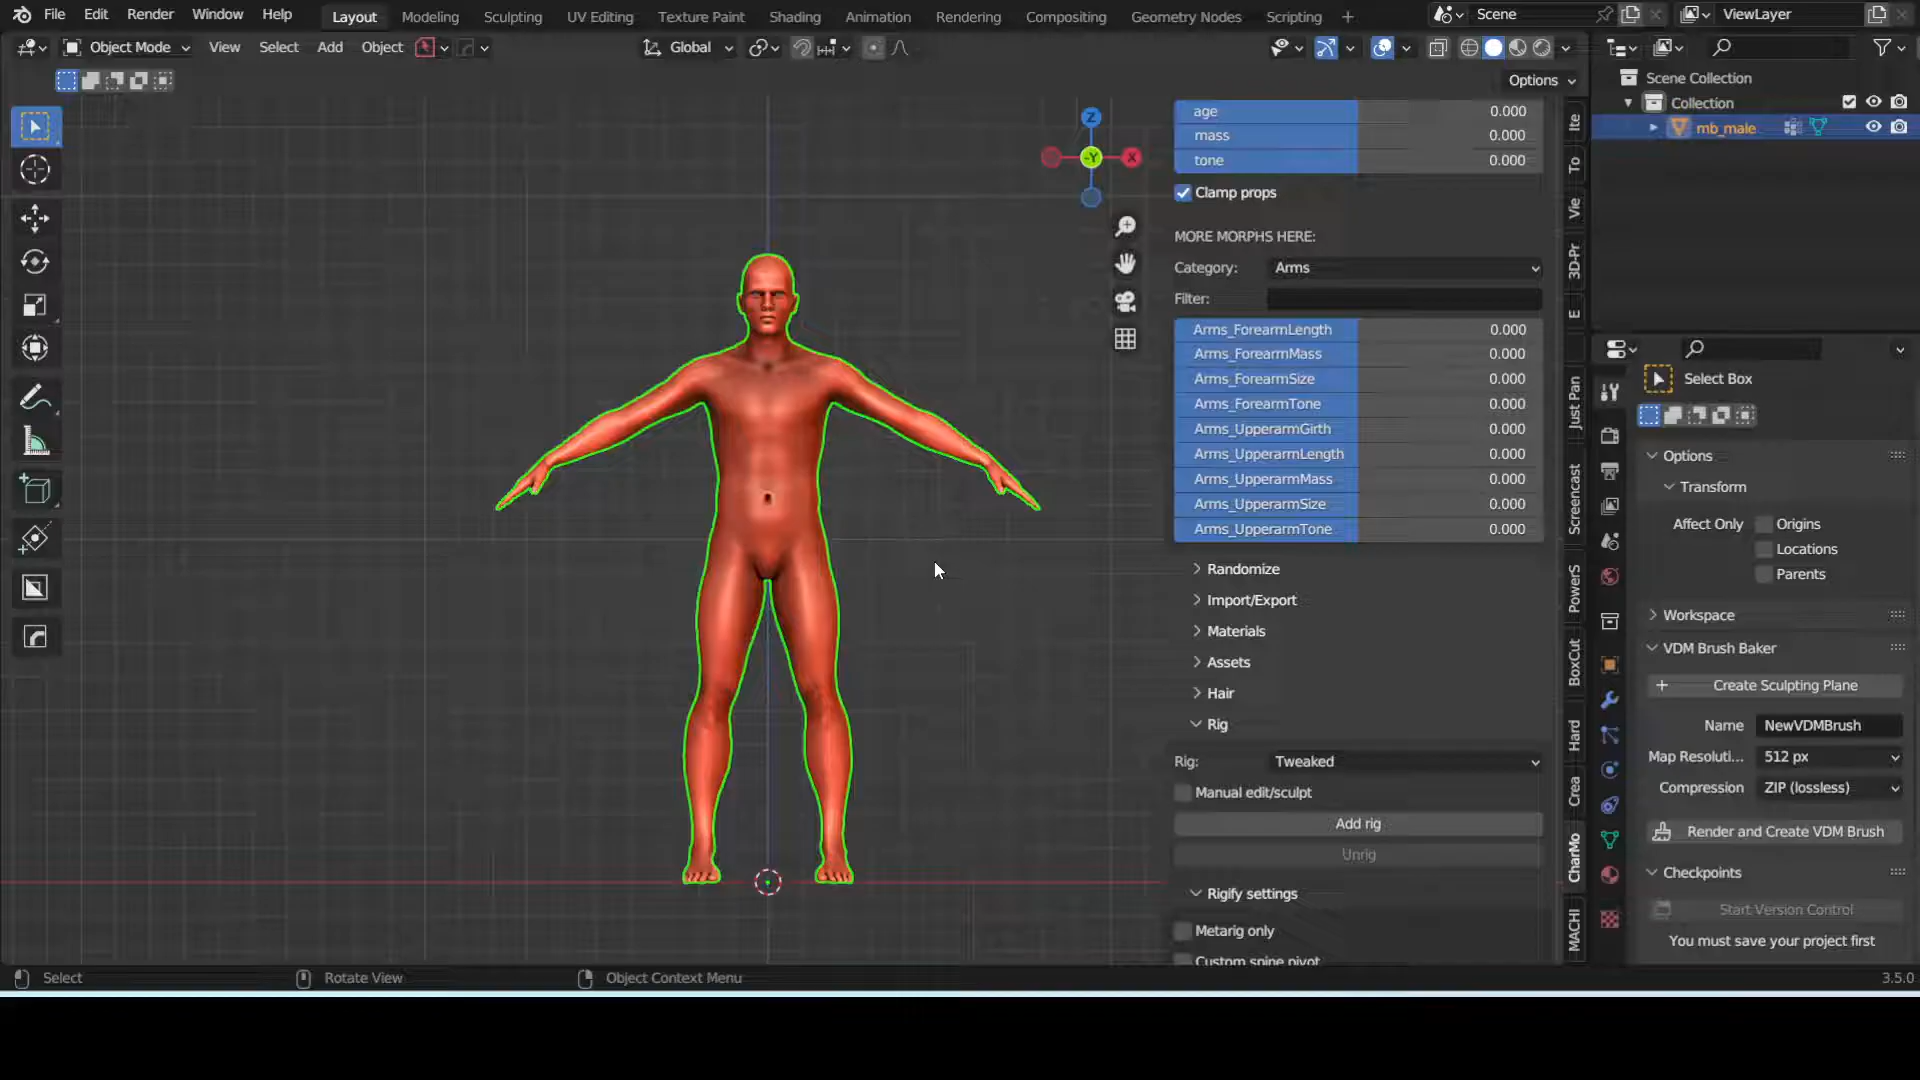 File Edit Render Window Help Layout Modeling Sculpting UV Editing Texture Paint Shading Animation Rendering Compositing Geometry Nodes Scripting + Scene ViewLayer
Object Mode View Select Add Object Global
Options
Scene Collection
Collection
mb_male
Z
-Y
X
age 0.000
mass 0.000
tone 0.000
Clamp props
MORE MORPHS HERE:
Category: Arms
Filter:
Arms_ForearmLength 0.000
Arms_ForearmMass 0.000
Arms_ForearmSize 0.000
Arms_ForearmTone 0.000
Arms_UpperarmGirth 0.000
Arms_UpperarmLength 0.000
Arms_UpperarmMass 0.000
Arms_UpperarmSize 0.000
Arms_UpperarmTone 0.000
Randomize
Import/Export
Materials
Assets
Hair
Rig
Rig: Tweaked
Manual edit/sculpt
Add rig
Unrig
Rigify settings
Metarig only
Custom spine pivot
Ite
To
Vie
3D-Pr
E
Just Pan
Screencast
PowerS
BoxCut
Hard
Crea
CharMo
MACHI
Select Box
Options
Transform
Affect Only Origins
Locations
Parents
Workspace
VDM Brush Baker
+ Create Sculpting Plane
Name NewVDMBrush
Map Resoluti... 512 px
Compression ZIP (lossless)
Render and Create VDM Brush
Checkpoints
Start Version Control
You must save your project first
Select Rotate View Object Context Menu 3.5.0